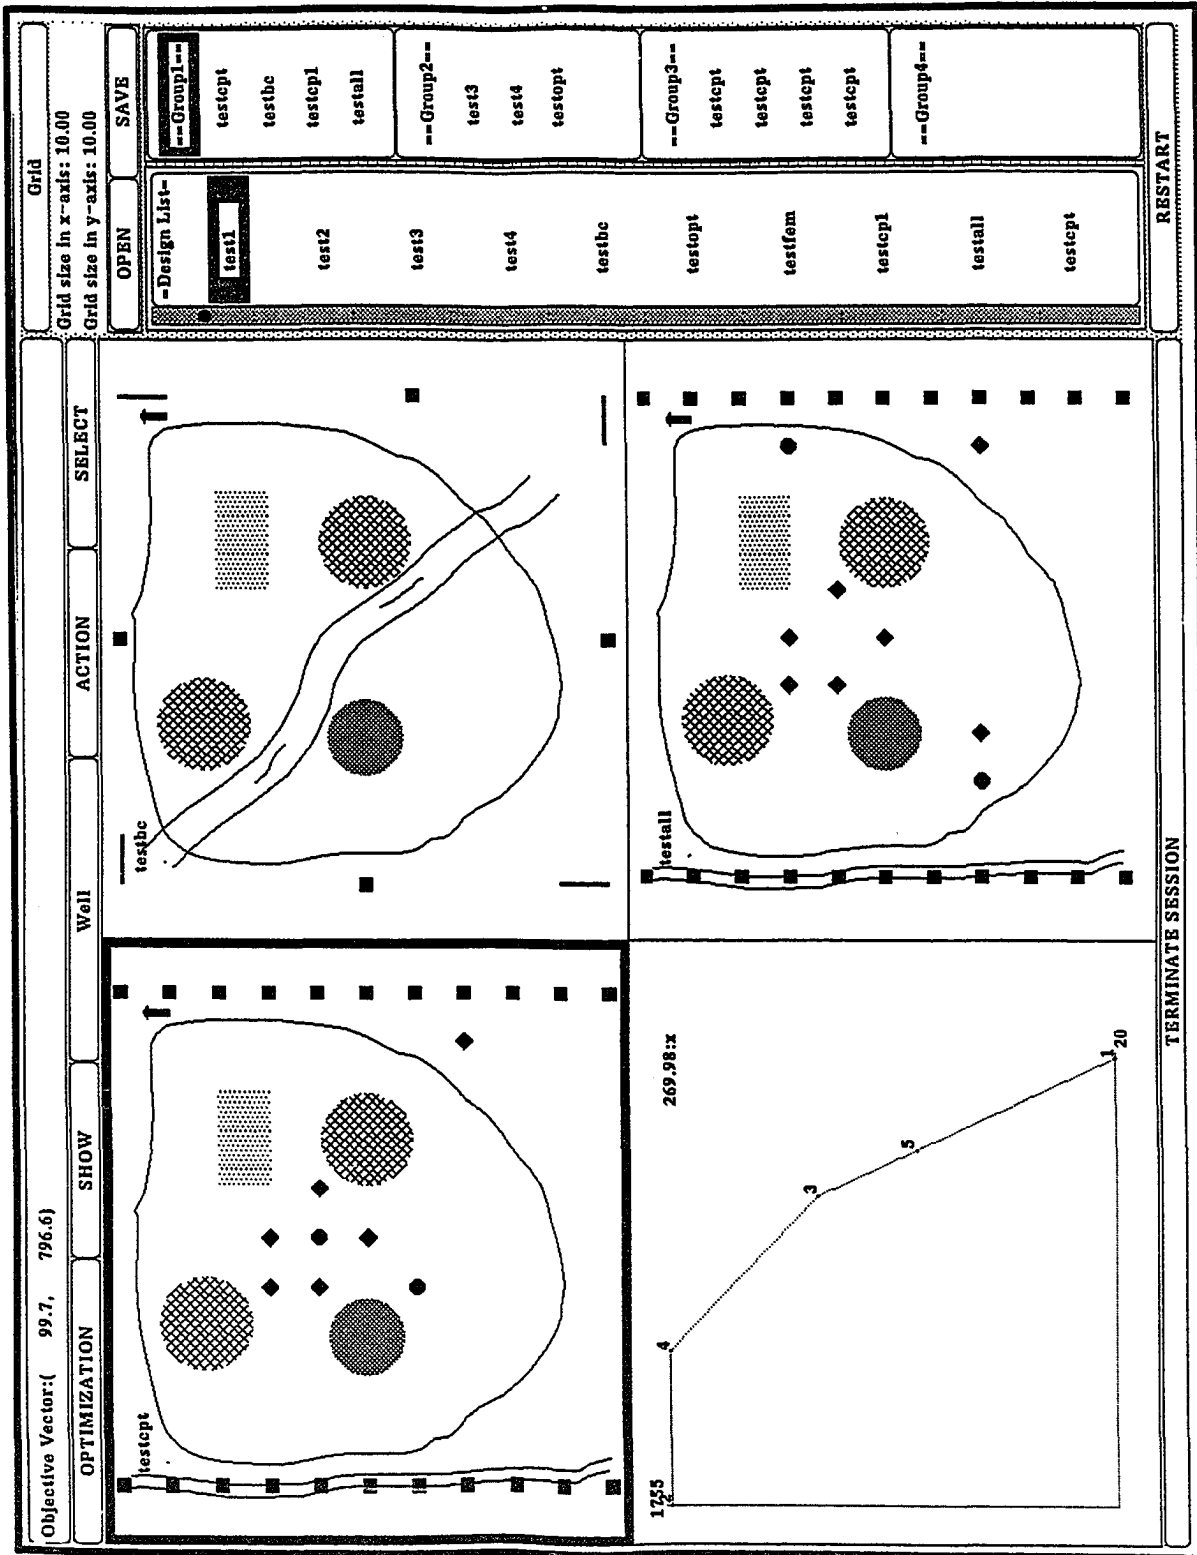 Objective Vector:( 99.7, 796.6)
Grid
Grid size in x-axis: 10.00
Grid size in y-axis: 10.00
OPTIMIZATION
SHOW
Well
ACTION
SELECT
OPEN
SAVE
testcpt
testbc
=Design List=
test1
test2
test3
test4
testbc
testopt
testfem
testcp1
testall
testcpt
==Group1==
testcpt
testbc
testcp1
testall
==Group2==
test3
test4
testopt
==Group3==
testcpt
testcpt
testcpt
testcpt
==Group4==
269.98:x
4
3
5
1
20
testall
TERMINATE SESSION
RESTART